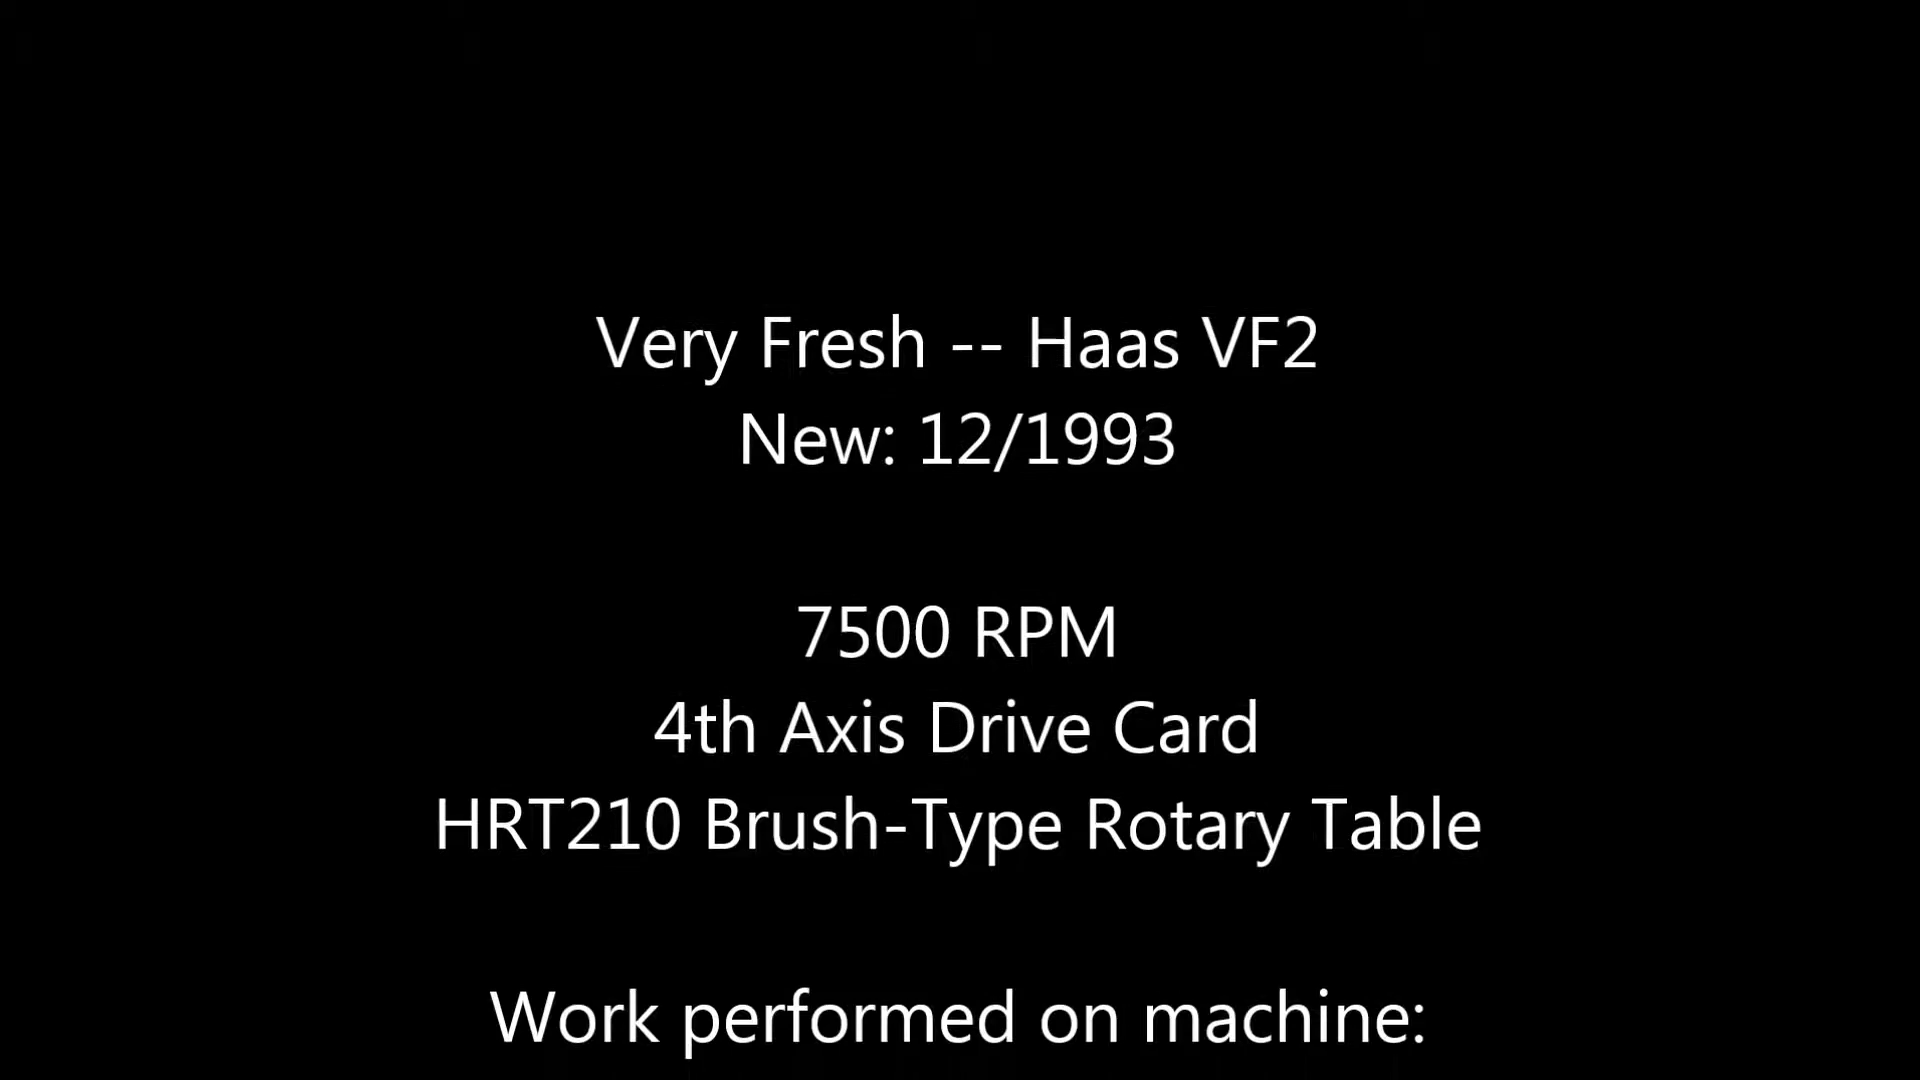 Very Fresh -- Haas VF2
New: 12/1993
7500 RPM
4th Axis Drive Card
HRT210 Brush-Type Rotary Table
Work performed on machine: